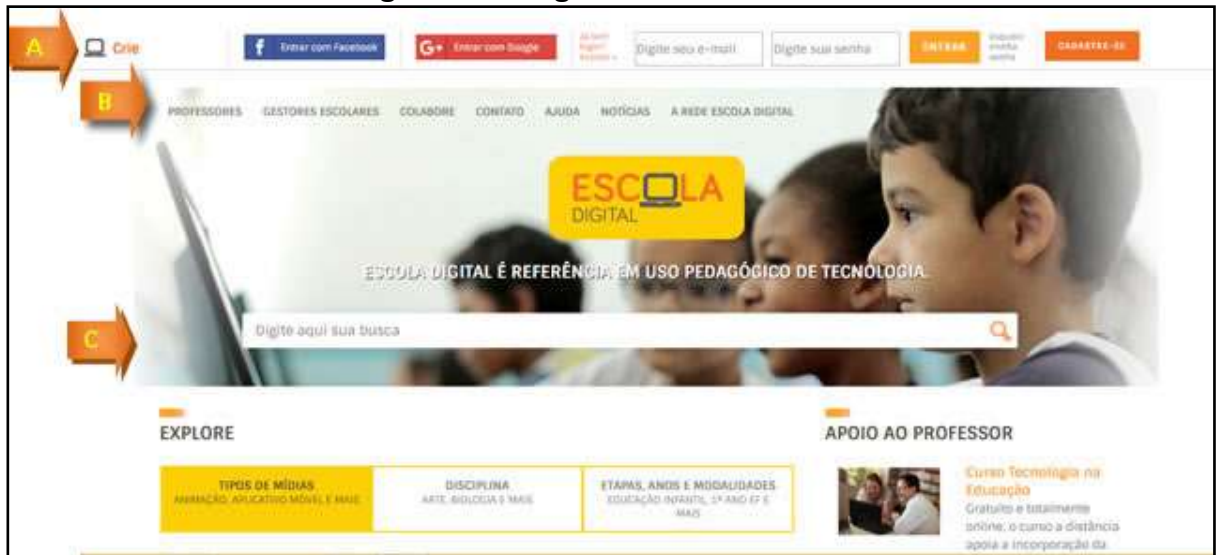 A
Crie
Entrar com Facebook
G+ Entrar com Google
Digite seu e-mail
Digite sua senha
ENTRAR
minha
senha
CADASTRE-SE
B
PROFESSORES GESTORES ESCOLARES COLABORE CONTATO AJUDA NOTÍCIAS A REDE ESCOLA DIGITAL
ESCOLA
DIGITAL
ESCOLA DIGITAL É REFERÊNCIA EM USO PEDAGÓGICO DE TECNOLOGIA.
C
Digite aqui sua busca
EXPLORE
APOIO AO PROFESSOR
TIPOS DE MÍDIAS
ANIMAÇÃO, APLICATIVO MÓVEL E MAIS
DISCIPLINA
ARTE, BIOLOGIA E MAIS
ETAPAS, ANOS E MODALIDADES
EDUCAÇÃO INFANTIL, 1º ANO EF E
MAIS
Curso Tecnologia na
Educação
Gratuito e totalmente
online, o curso a distância
apoia a incorporação da